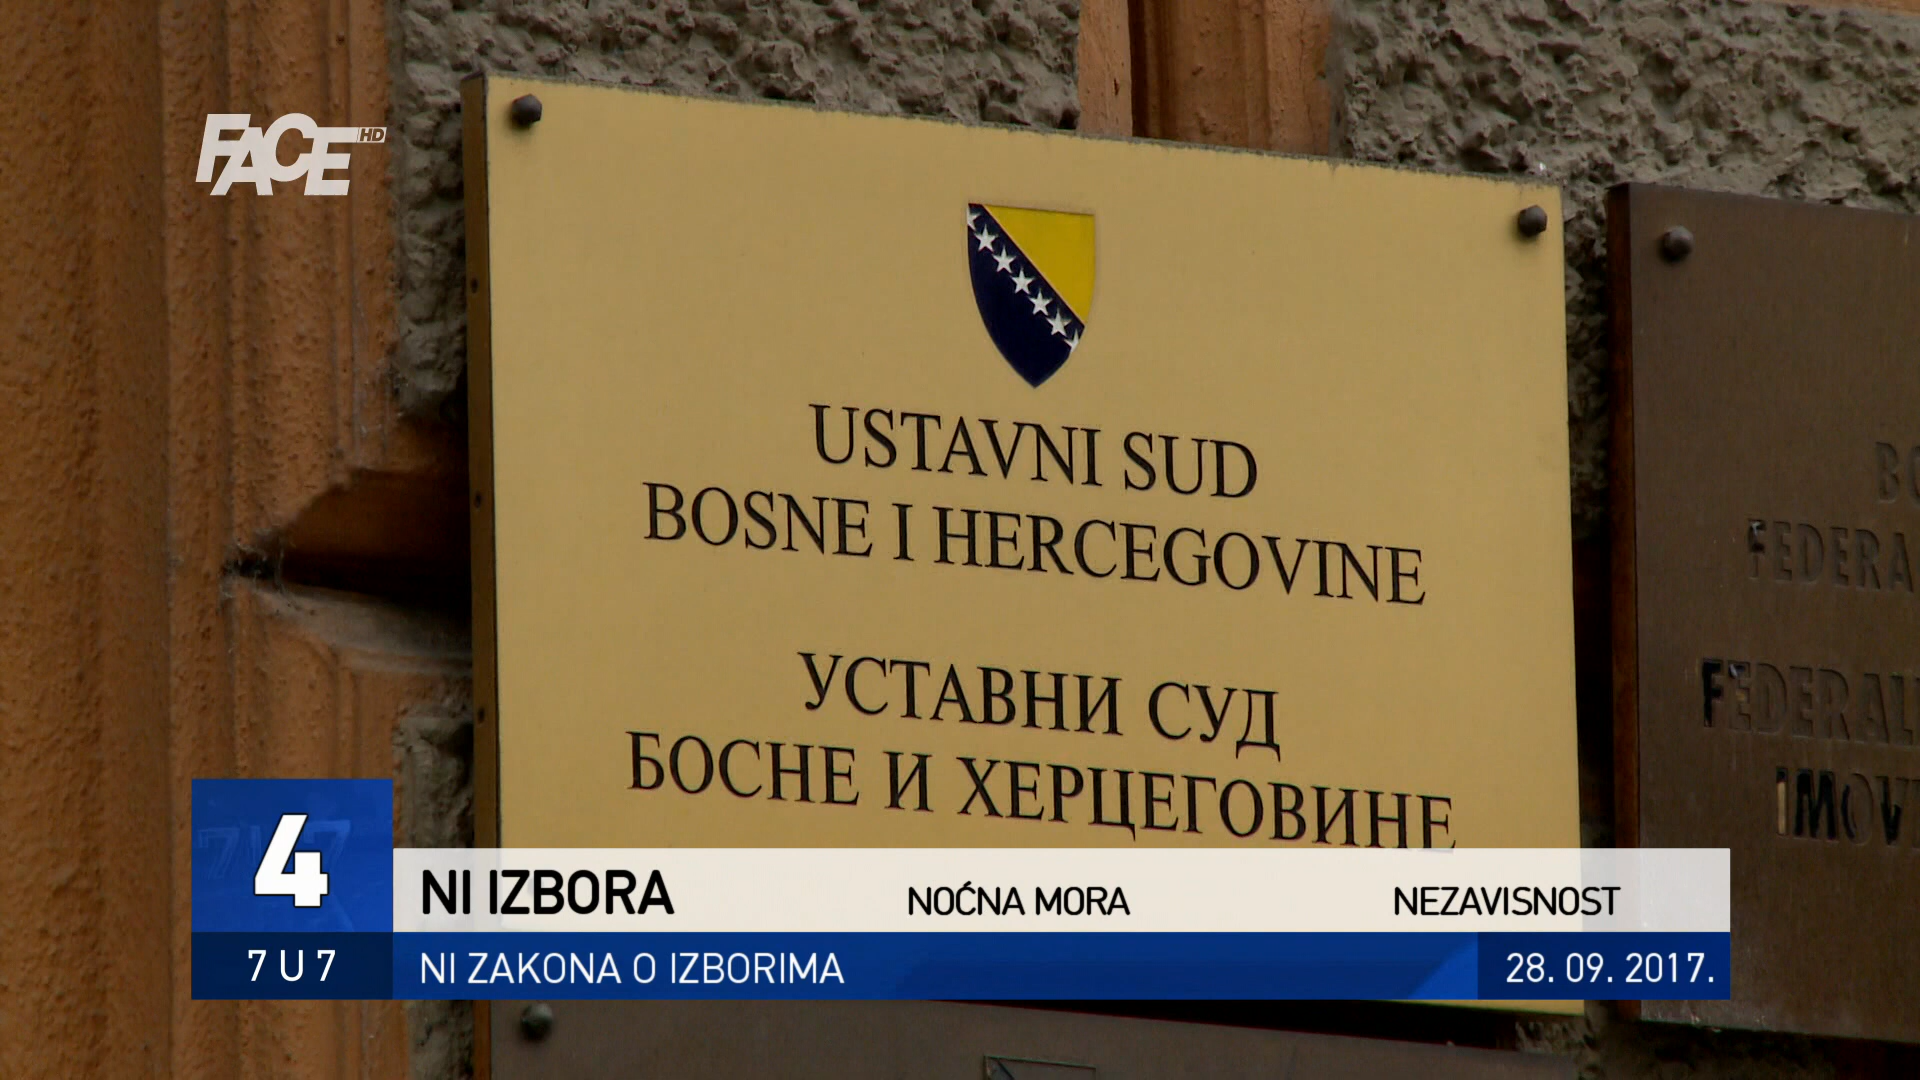 FACE HD
USTAVNI SUD
BOSNE I HERCEGOVINE
УСТАВНИ СУД
БОСНЕ И ХЕРЦЕГОВИНЕ
4
NI IZBORA NOĆNA MORA NEZAVISNOST
7 U 7 NI ZAKONA O IZBORIMA 28. 09. 2017.